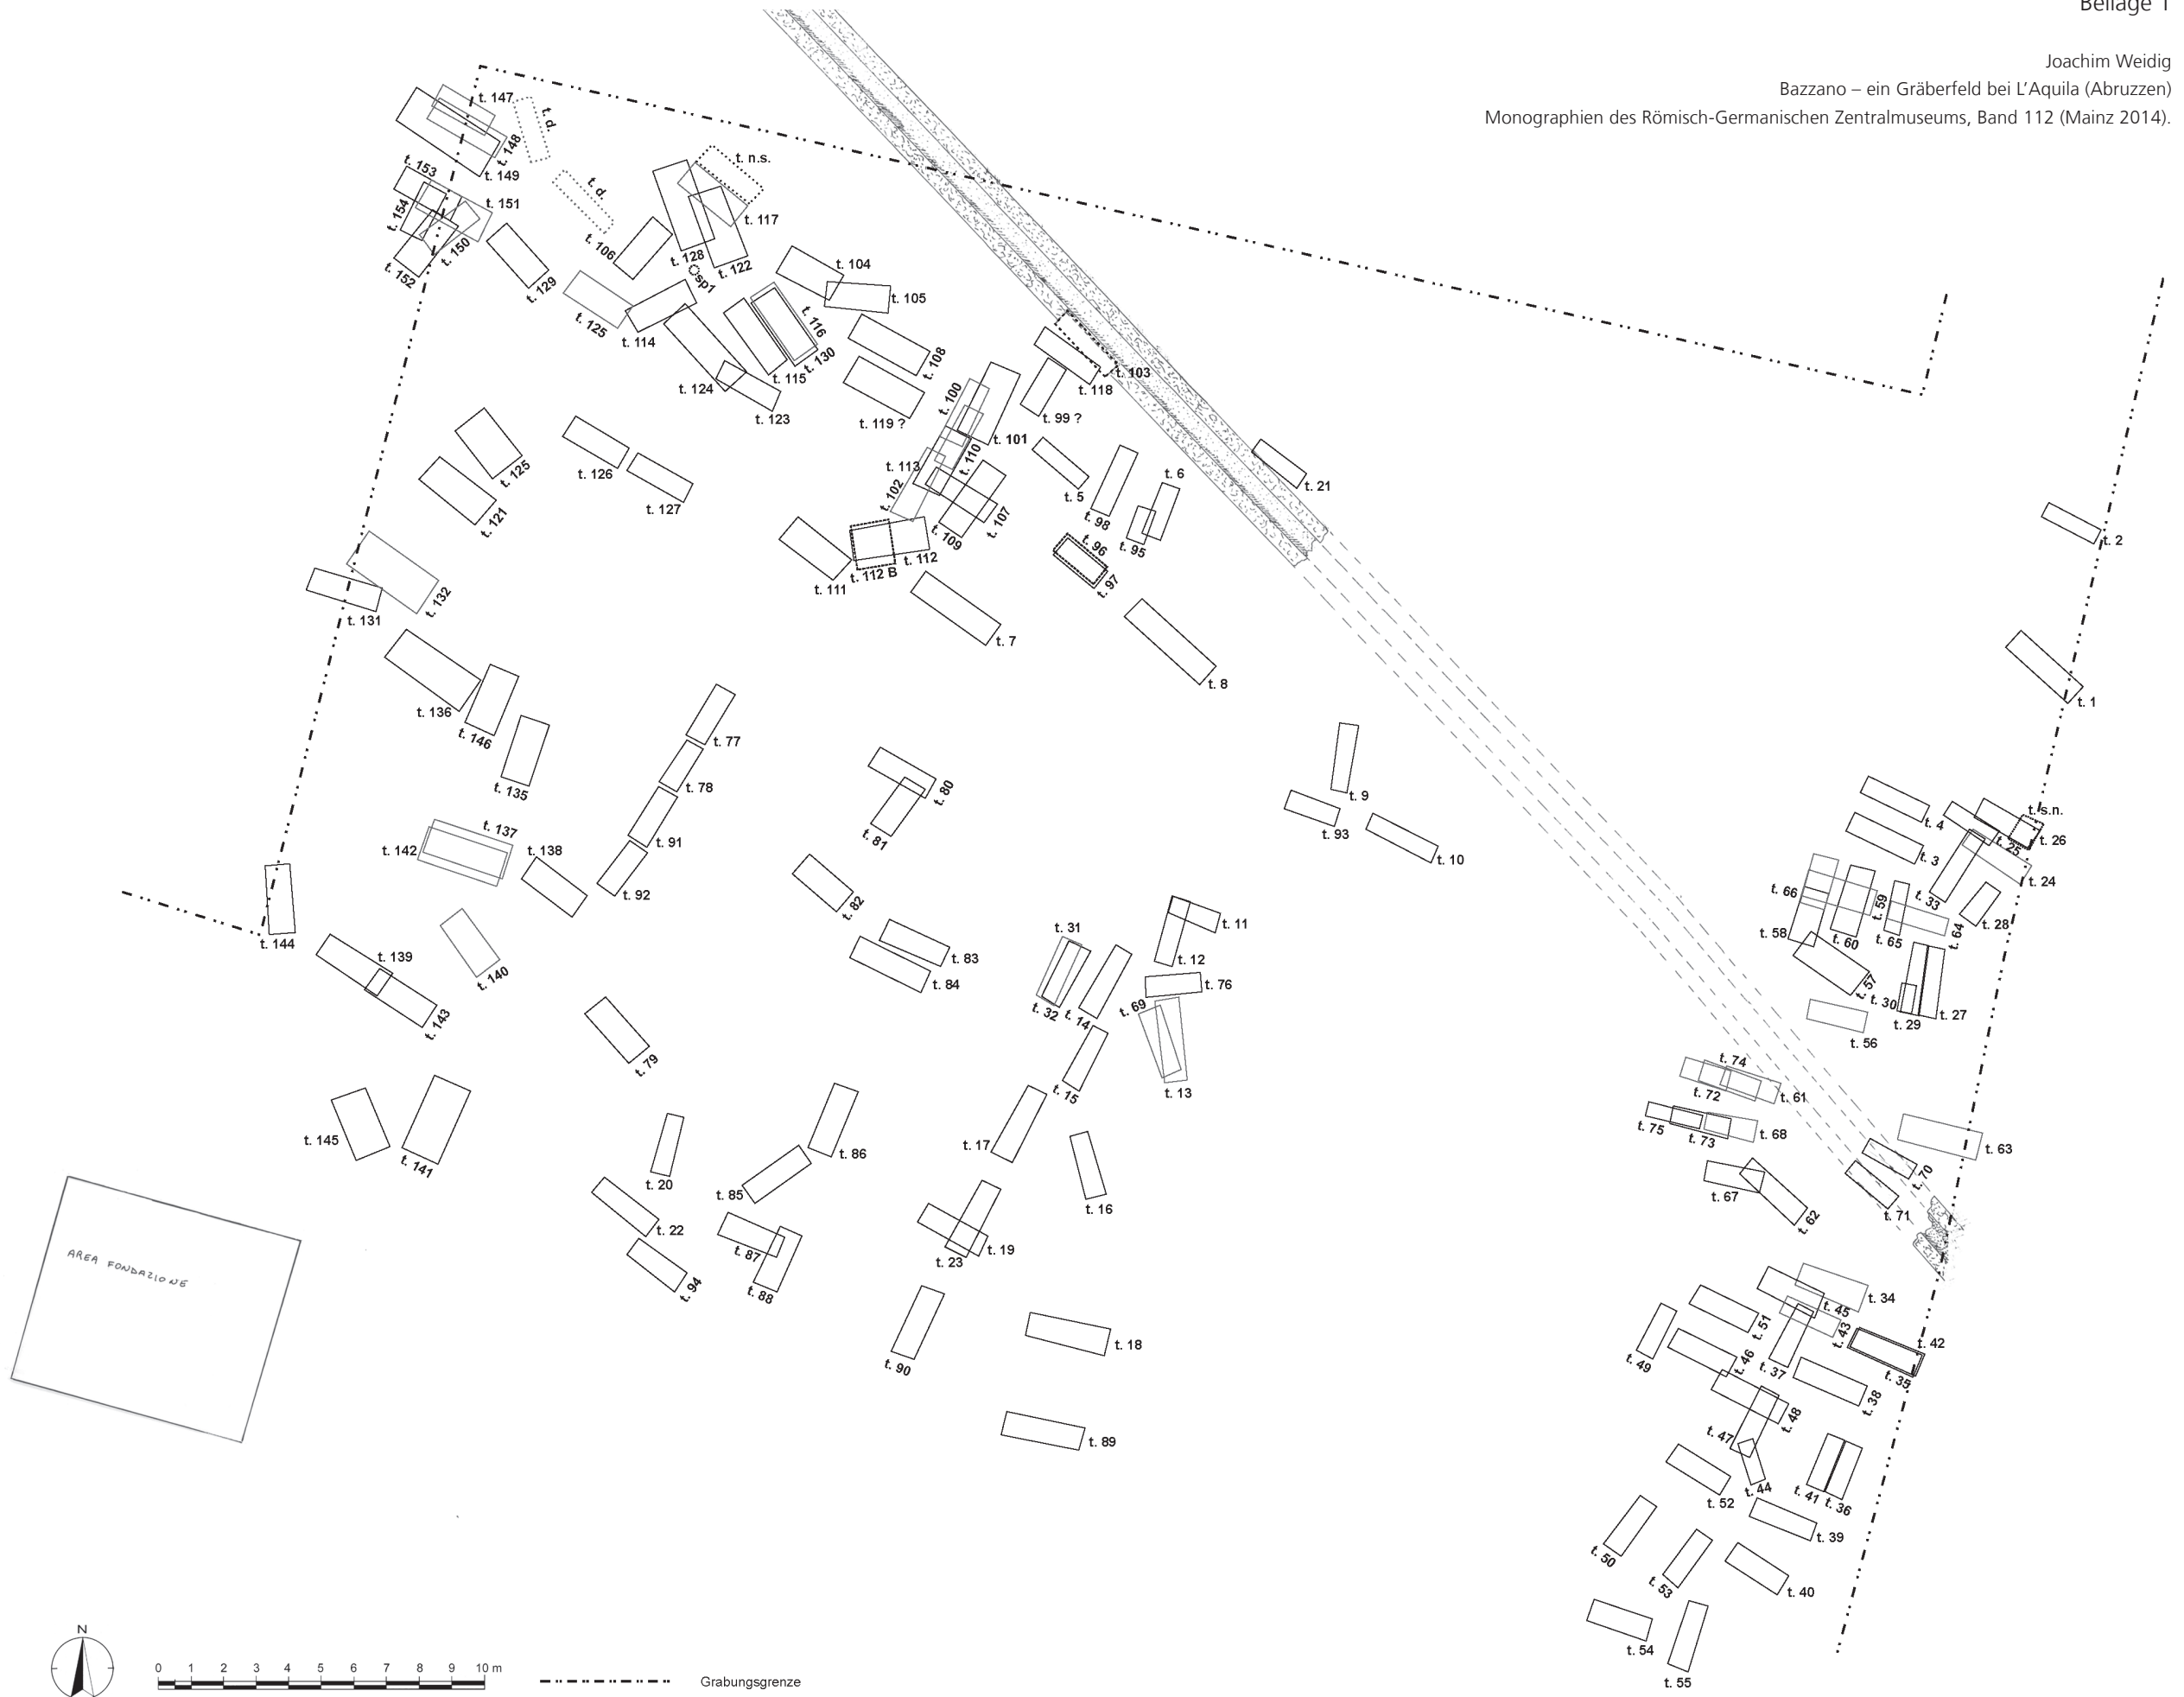 Beilage 1
Joachim Weidig
Bazzano – ein Gräberfeld bei L'Aquila (Abruzzen)
Monographien des Römisch-Germanischen Zentralmuseums, Band 112 (Mainz 2014).
t. 147
t. d.
t. 148
t. 149
t. 153
t. n.s.
t. d.
t. 151
t. 154
t. 117
t. 150
t. 106
t. 128
t. 122
t. 152
t. 129
sp1
t. 104
t. 105
t. 125
t. 114
t. 116
t. 130
t. 108
t. 115
t. 103
t. 124
t. 118
t. 123
t. 100
t. 119 ?
t. 99 ?
t. 101
t. 125
t. 126
t. 110
t. 113
t. 6
t. 5
t. 21
t. 127
t. 102
t. 121
t. 98
t. 107
t. 109
t. 95
t. 2
t. 96
t. 112
t. 112 B
t. 111
t. 97
t. 132
t. 131
t. 7
t. 8
t. 1
t. 136
t. 146
t. 77
t. 135
t. 78
t. 80
t. 9
t. s.n.
t. 4
t. 93
t. 137
t. 26
t. 25
t. 81
t. 91
t. 142
t. 138
t. 10
t. 3
t. 24
t. 92
t. 82
t. 66
t. 59
t. 33
t. 11
t. 28
t. 31
t. 58
t. 60
t. 65
t. 64
t. 144
t. 139
t. 83
t. 12
t. 140
t. 84
t. 76
t. 57
t. 30
t. 69
t. 32
t. 14
t. 29
t. 27
t. 143
t. 56
t. 79
t. 74
t. 15
t. 13
t. 72
t. 61
t. 75
t. 73
t. 68
t. 145
t. 17
t. 86
t. 63
t. 141
t. 70
t. 20
t. 85
t. 67
t. 16
t. 71
t. 62
t. 22
t. 87
t. 19
t. 23
AREA FONDAZIONE
t. 94
t. 88
t. 34
t. 45
t. 51
t. 43
t. 18
t. 42
t. 49
t. 46
t. 37
t. 90
t. 35
t. 38
t. 48
t. 47
t. 89
t. 44
t. 41
t. 36
t. 52
t. 39
t. 50
t. 53
t. 40
N
t. 54
0 1 2 3 4 5 6 7 8 9 10 m
Grabungsgrenze
t. 55